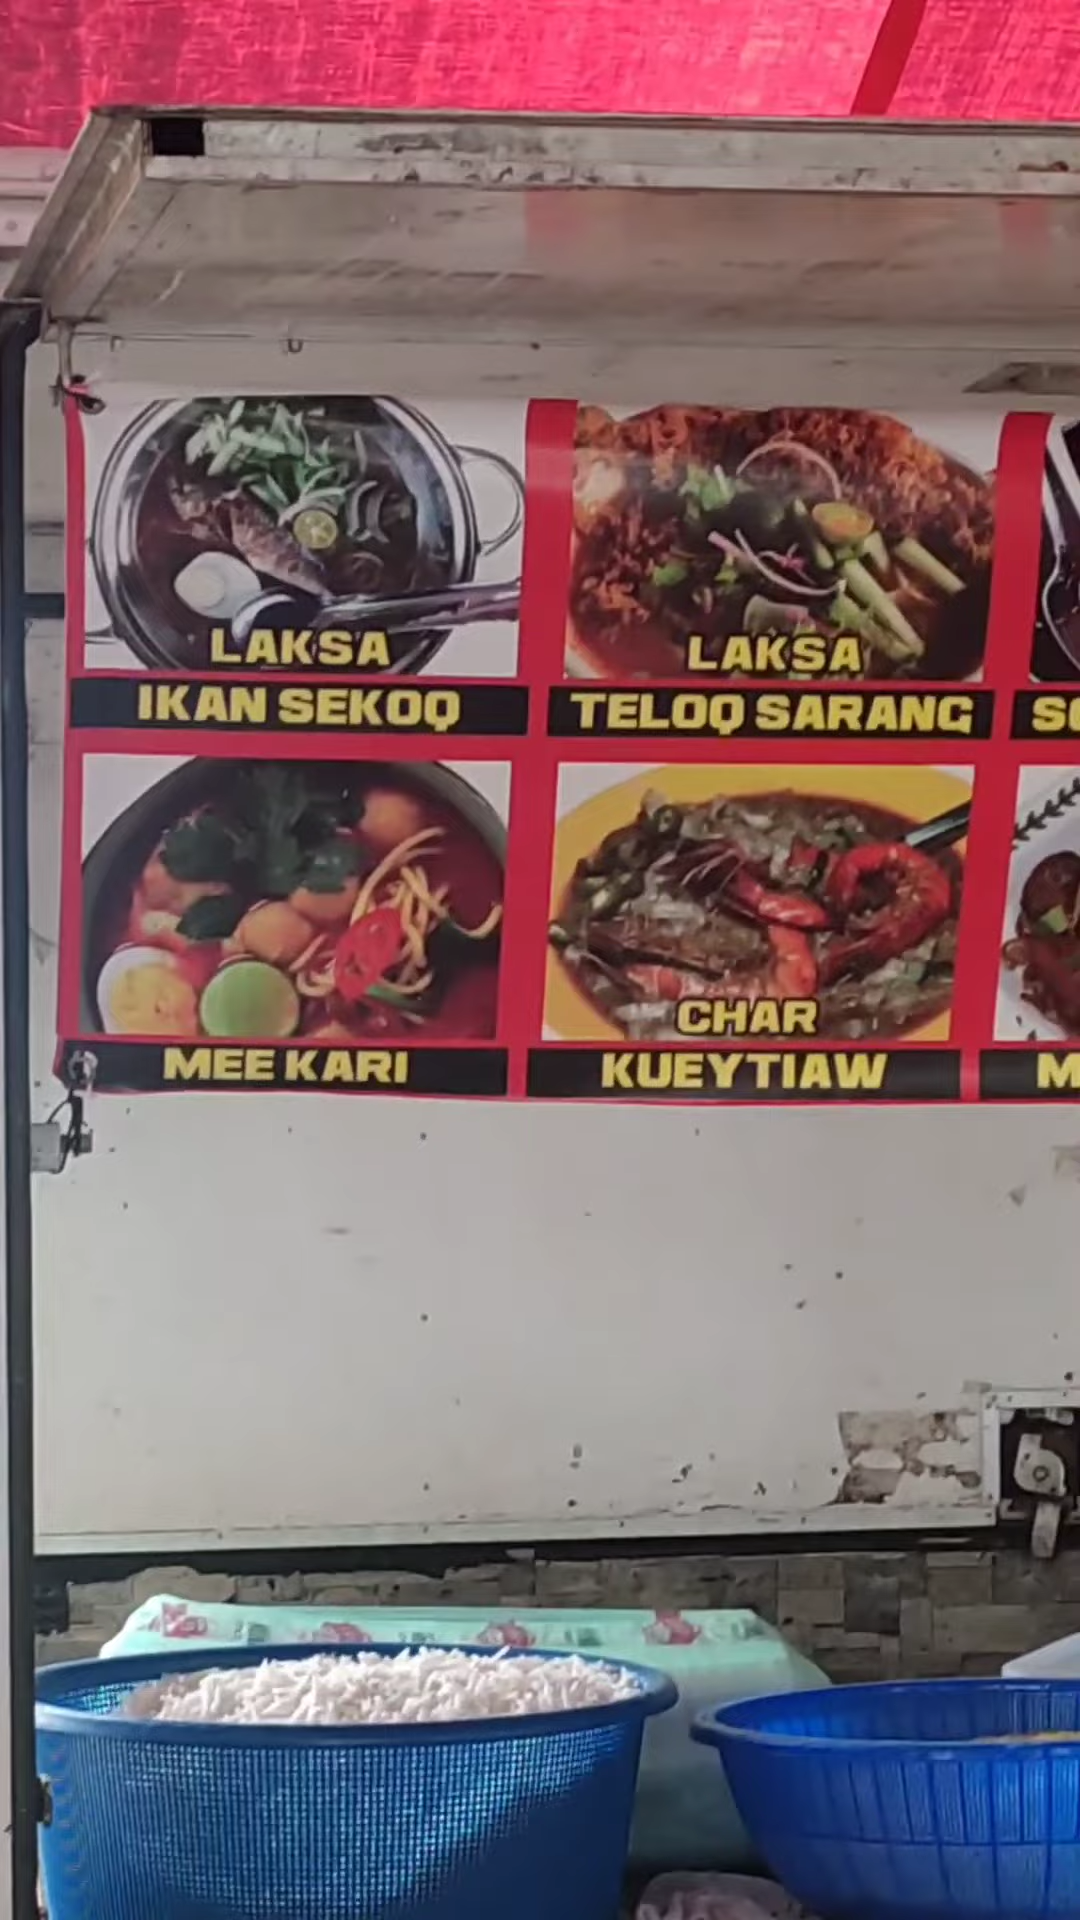 LAKSA
IKAN SEKOQ
LAKSA
TELOQ SARANG
MEE KARI
CHAR
KUEYTIAW